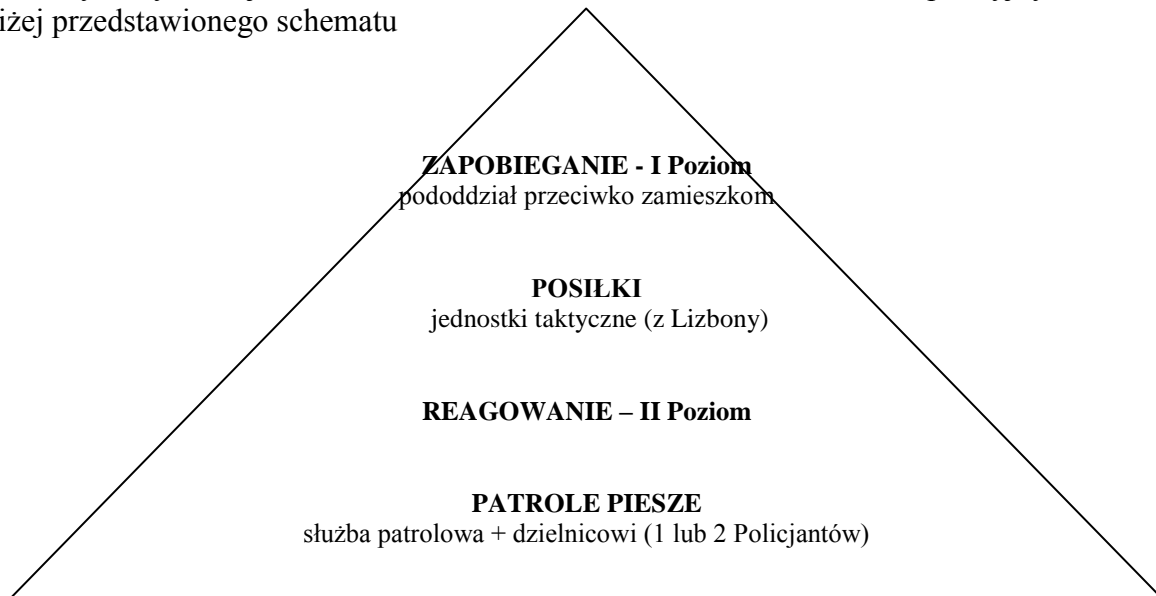 iżej przedstawionego schematu
ZAPOBIEGANIE - I Poziom
pododdział przeciwko zamieszkom
POSIŁKI
jednostki taktyczne (z Lizbony)
REAGOWANIE – II Poziom
PATROLE PIESZE
służba patrolowa + dzielnicowi (1 lub 2 Policjantów)